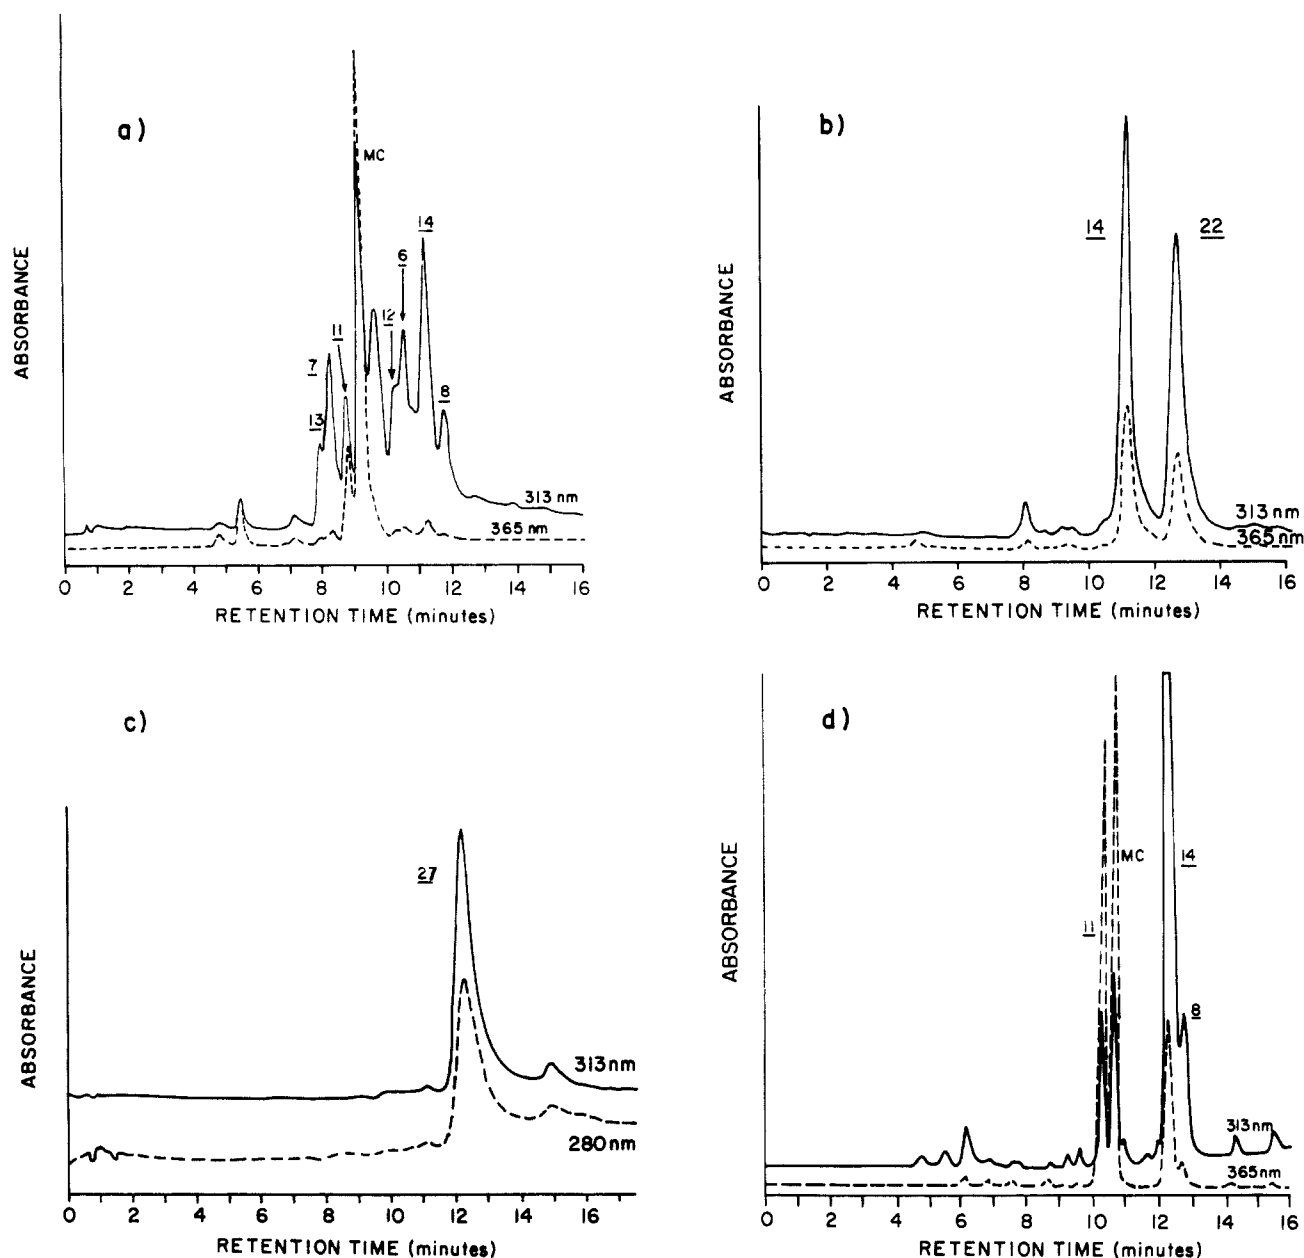 a)
MC
14
6
12
11
7
8
13
313 nm
365 nm
ABSORBANCE
0 2 4 6 8 10 12 14 16
RETENTION TIME (minutes)
b)
14 22
313 nm
365nm
ABSORBANCE
0 2 4 6 8 10 12 14 16
RETENTION TIME (minutes)
c)
27
313nm
280nm
ABSORBANCE
0 2 4 6 8 10 12 14 16
RETENTION TIME (minutes)
d)
MC 14
11
8
313nm
365nm
ABSORBANCE
0 2 4 6 8 10 12 14 16
RETENTION TIME (minutes)